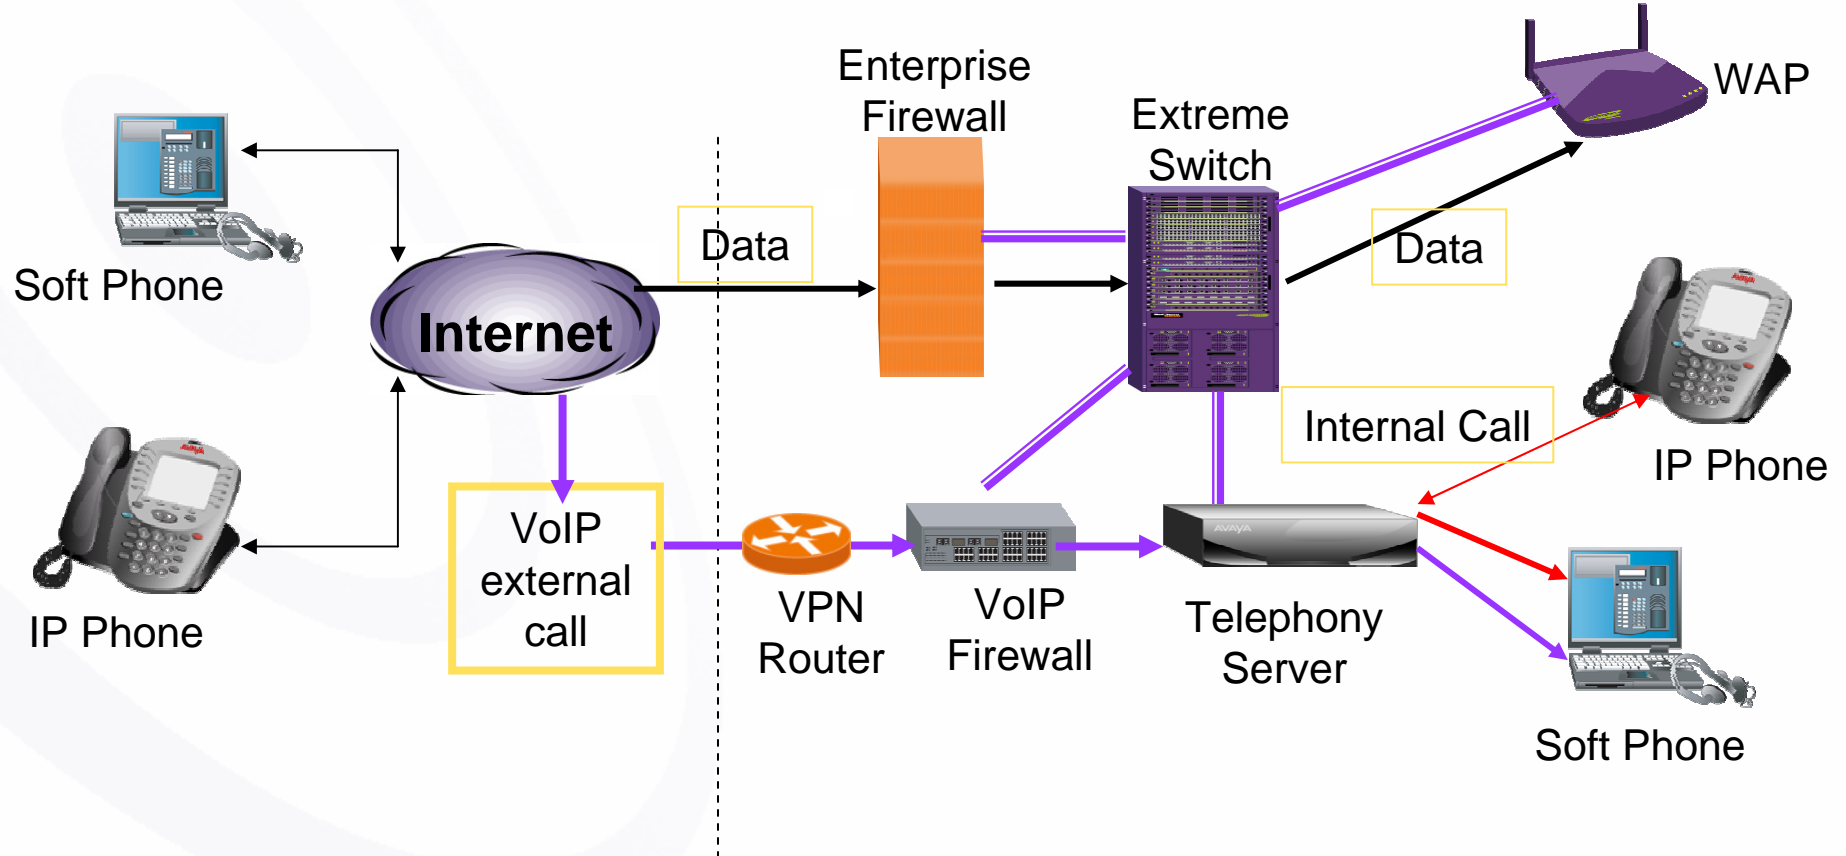 Enterprise
Firewall
Extreme
Switch
WAP
Soft Phone
Data
Data
Internet
Internal Call
IP Phone
AVAYA
VoIP
external
call
IP Phone
VPN
Router
VoIP
Firewall
Telephony
Server
Soft Phone